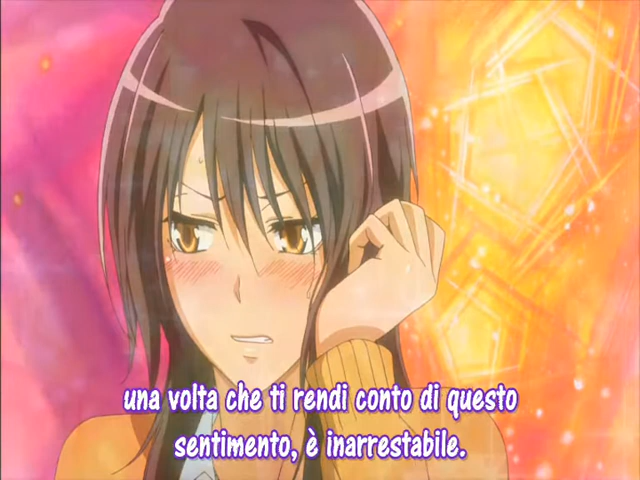 una volta che ti rendi conto di questo
sentimento, è inarrestabile.